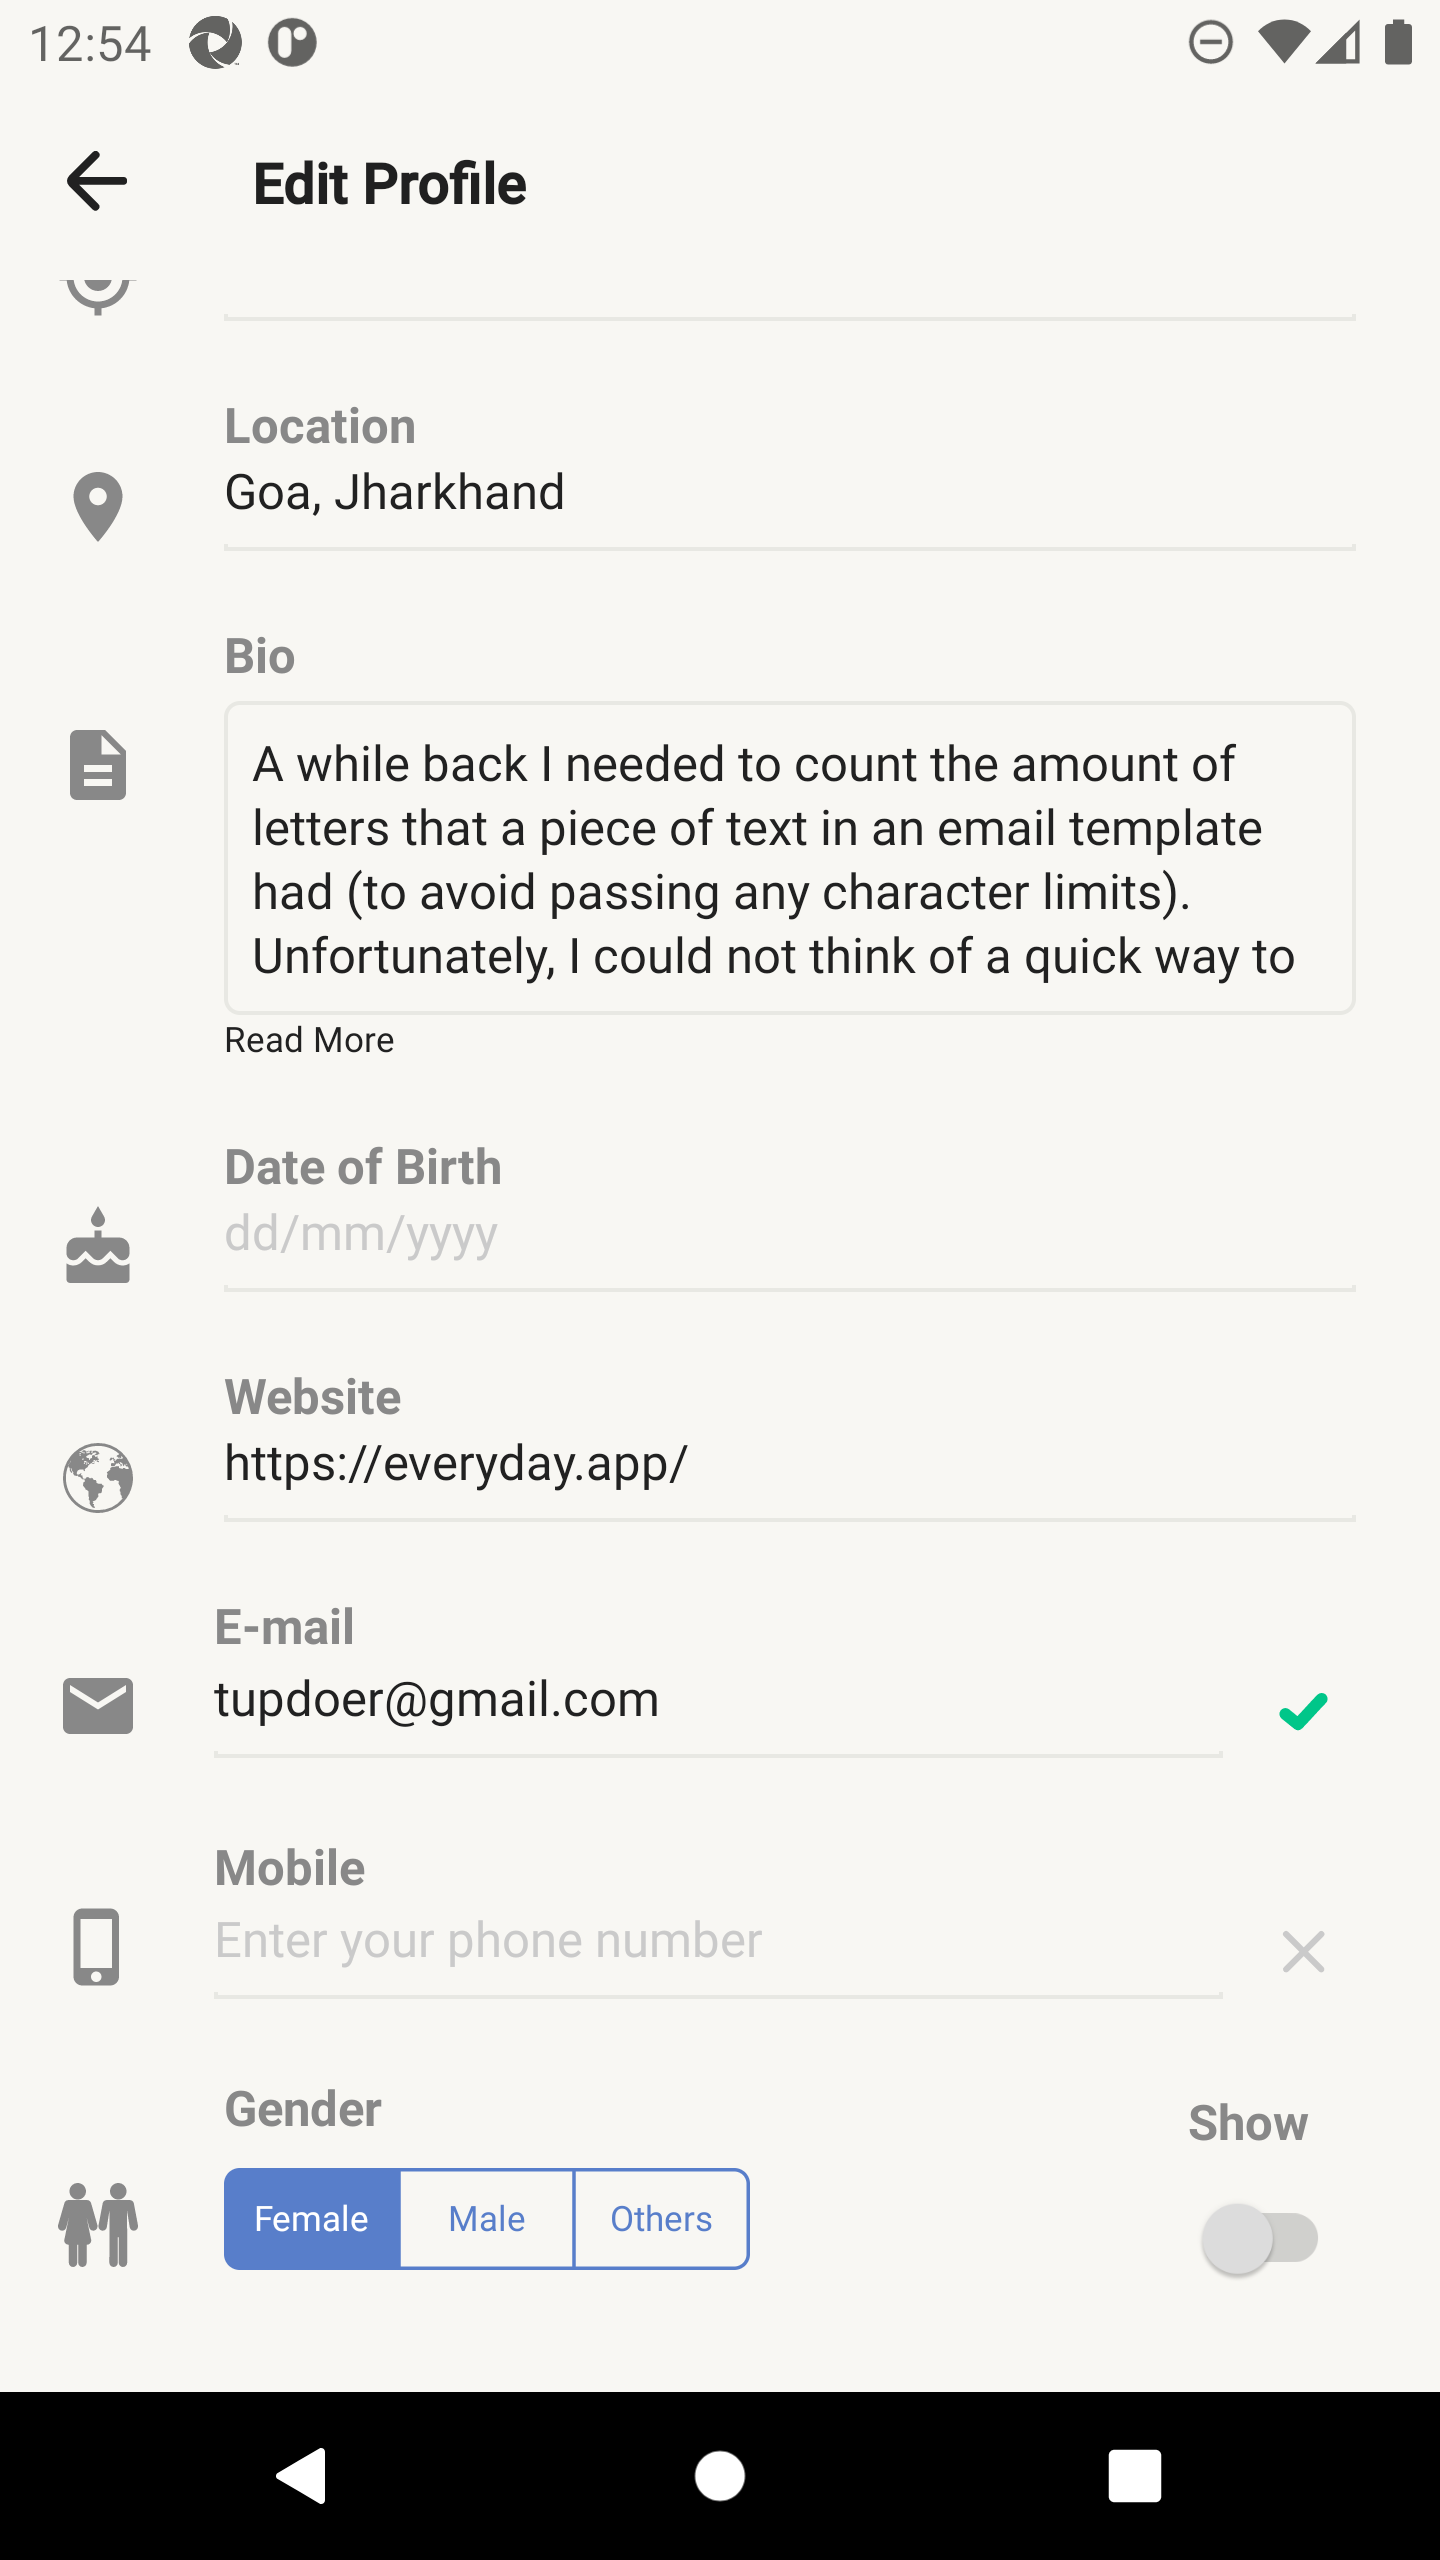 12:54
Edit Profile
Location
Goa, Jharkhand
Bio
A while back I needed to count the amount of
letters that a piece of text in an email template
had (to avoid passing any character limits).
Unfortunately, I could not think of a quick way to
Read More
Date of Birth
dd/mm/yyyy
Website
https://everyday.app/
E-mail
tupdoer@gmail.com
Mobile
Enter your phone number
Gender
Show
Female Male Others